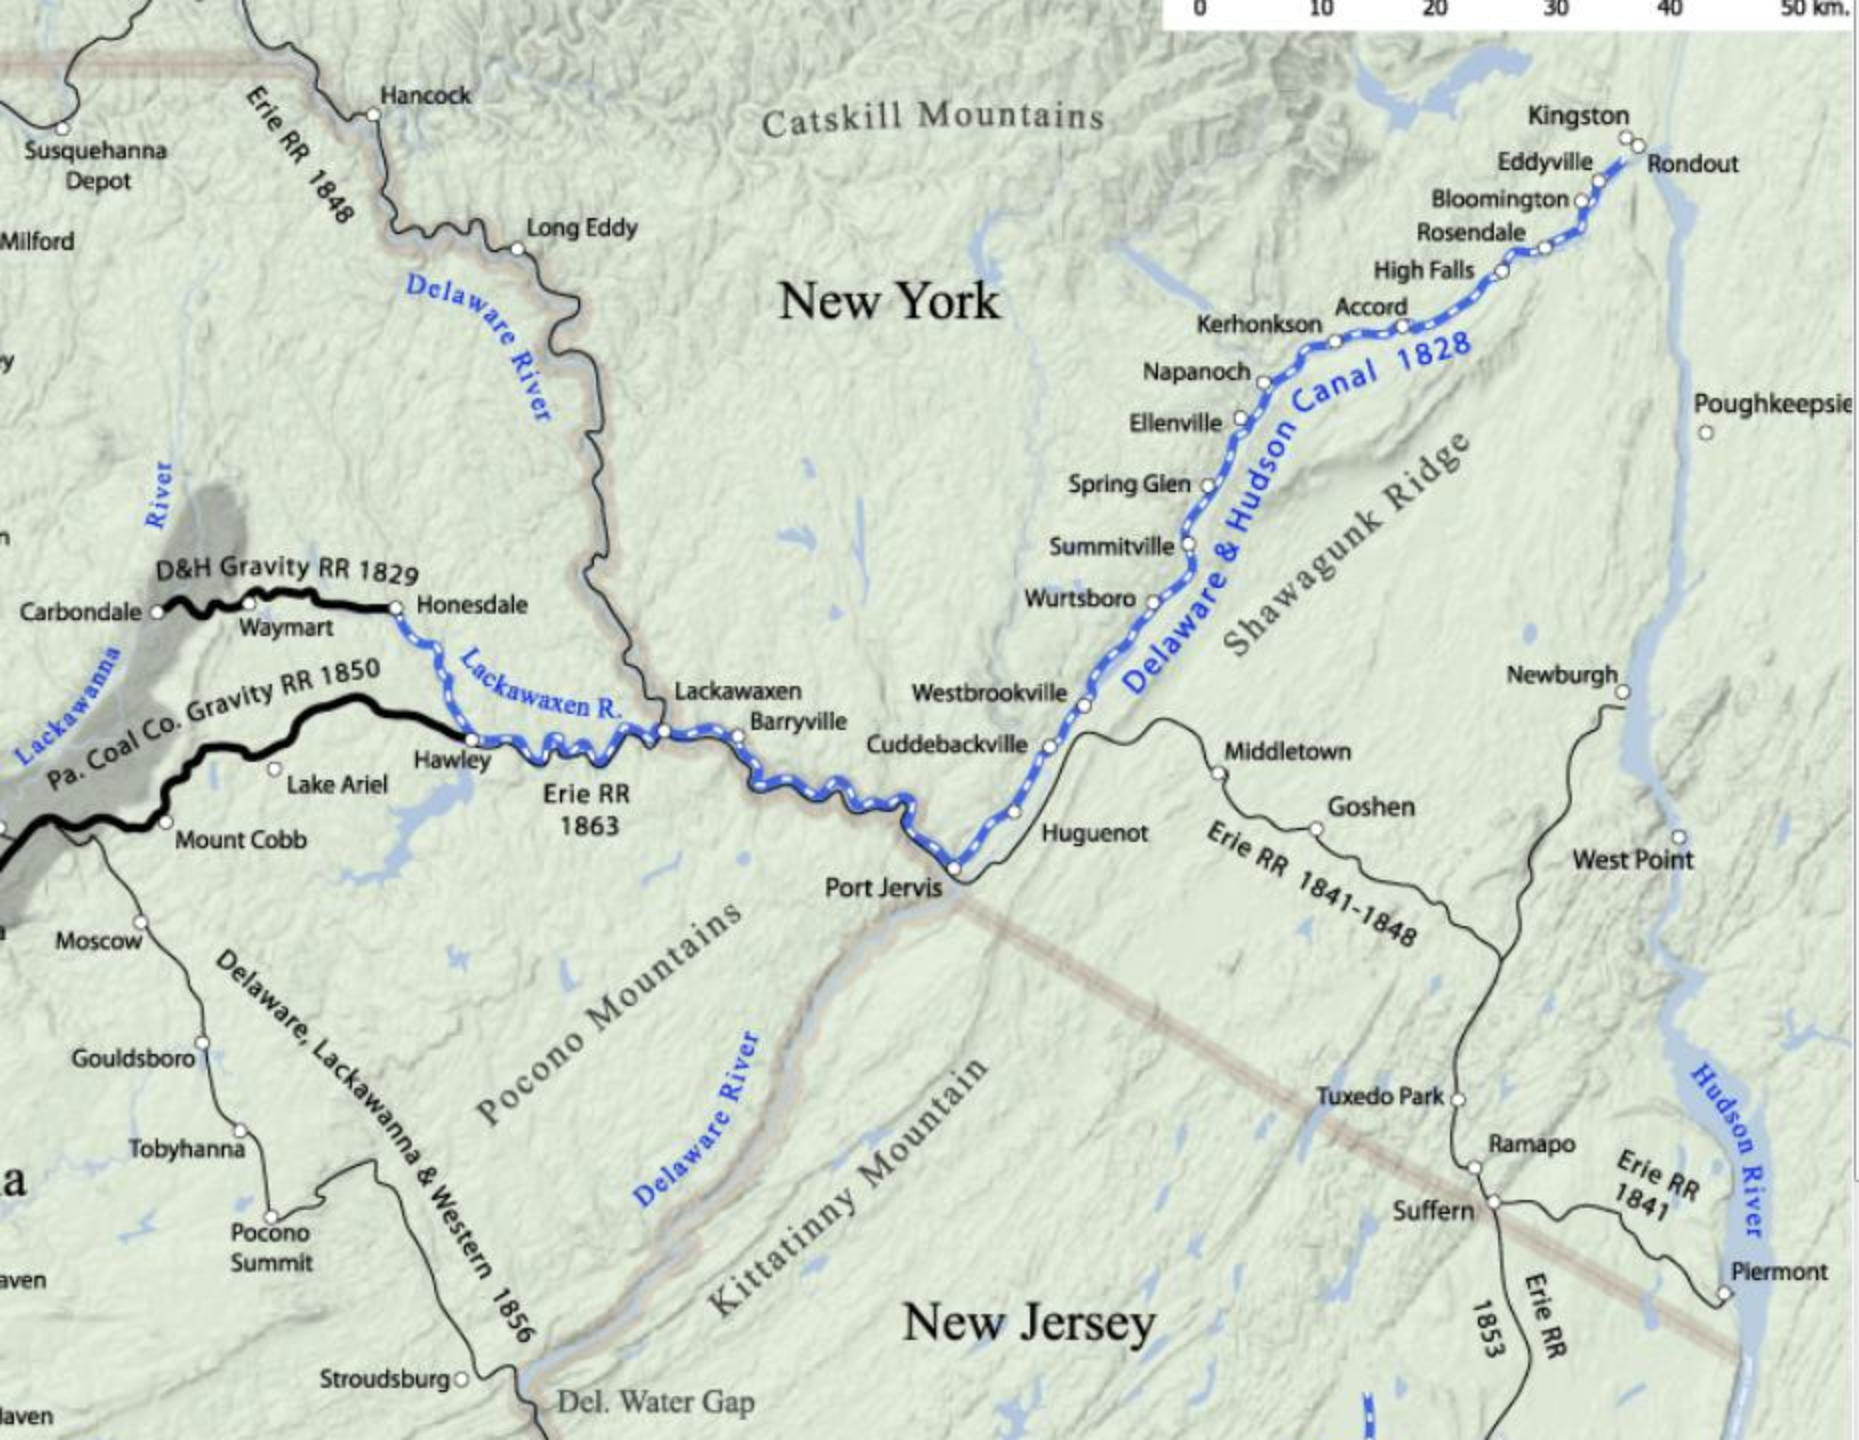 0 10 20 30 40 50 km.
Hancock
Erie RR 1848
Catskill Mountains
Kingston
Susquehanna
Depot
Eddyville
Rondout
Bloomington
Milford
Long Eddy
Rosendale
High Falls
Delaware River
New York
Accord
Kerhonkson
Napanoch
Delaware & Hudson Canal 1828
Poughkeepsie
Ellenville
Spring Glen
River
Shawagunk Ridge
Summitville
D&H Gravity RR 1829
Carbondale
Waymart
Honesdale
Wurtsboro
Lackawanna
Pa. Coal Co. Gravity RR 1850
Lackawaxen R.
Lackawaxen
Westbrookville
Newburgh
Barryville
Cuddebackville
Middletown
Hawley
Lake Ariel
Erie RR
1863
Goshen
Mount Cobb
Huguenot
Erie RR 1841-1848
West Point
Port Jervis
Moscow
Pocono Mountains
Delaware, Lackawanna & Western 1856
Gouldsboro
Delaware River
Kittatinny Mountain
Tuxedo Park
Hudson River
Tobyhanna
Ramapo
a
Erie RR
1841
Suffern
Pocono
Summit
aven
Piermont
New Jersey
Erie RR
1853
Stroudsburg
Del. Water Gap
laven